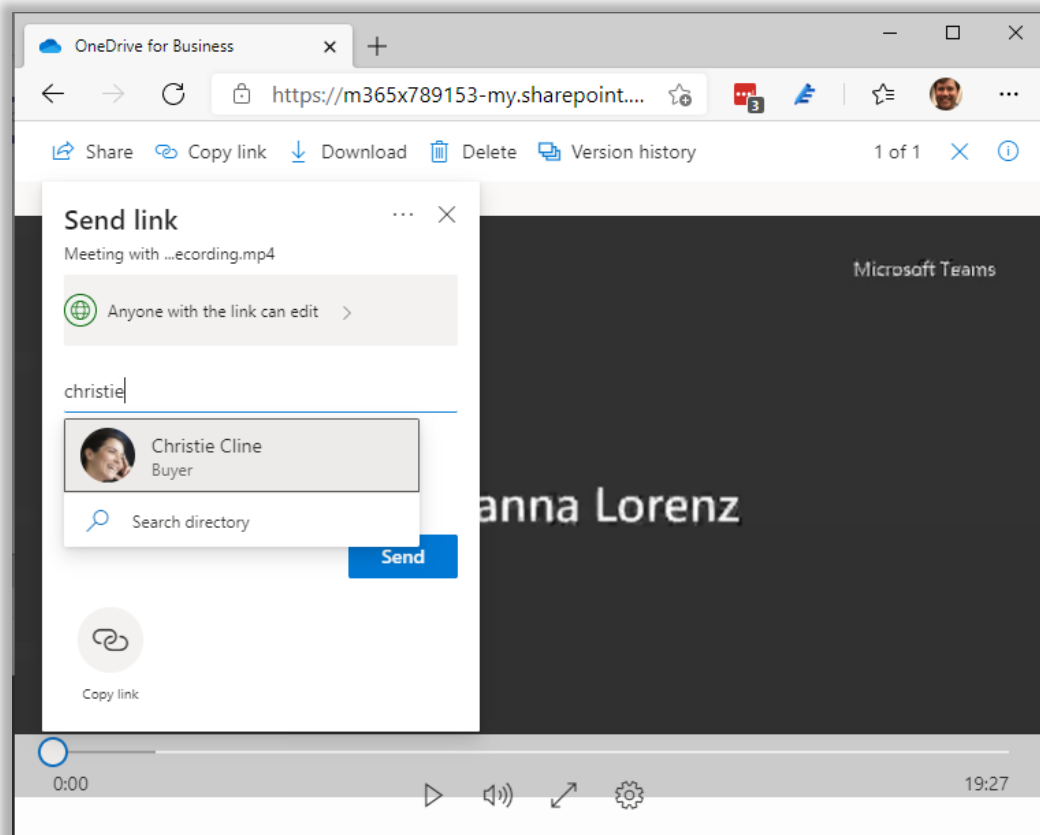 OneDrive for Business
https://m365x789153-my.sharepoint....
3
Share Copy link Download Delete Version history 1 of 1
Send link
Meeting with ...ecording.mp4
Microsoft Teams
Anyone with the link can edit
christie
Christie Cline
Buyer
Search directory
anna Lorenz
Send
Copy link
0:00
19:27